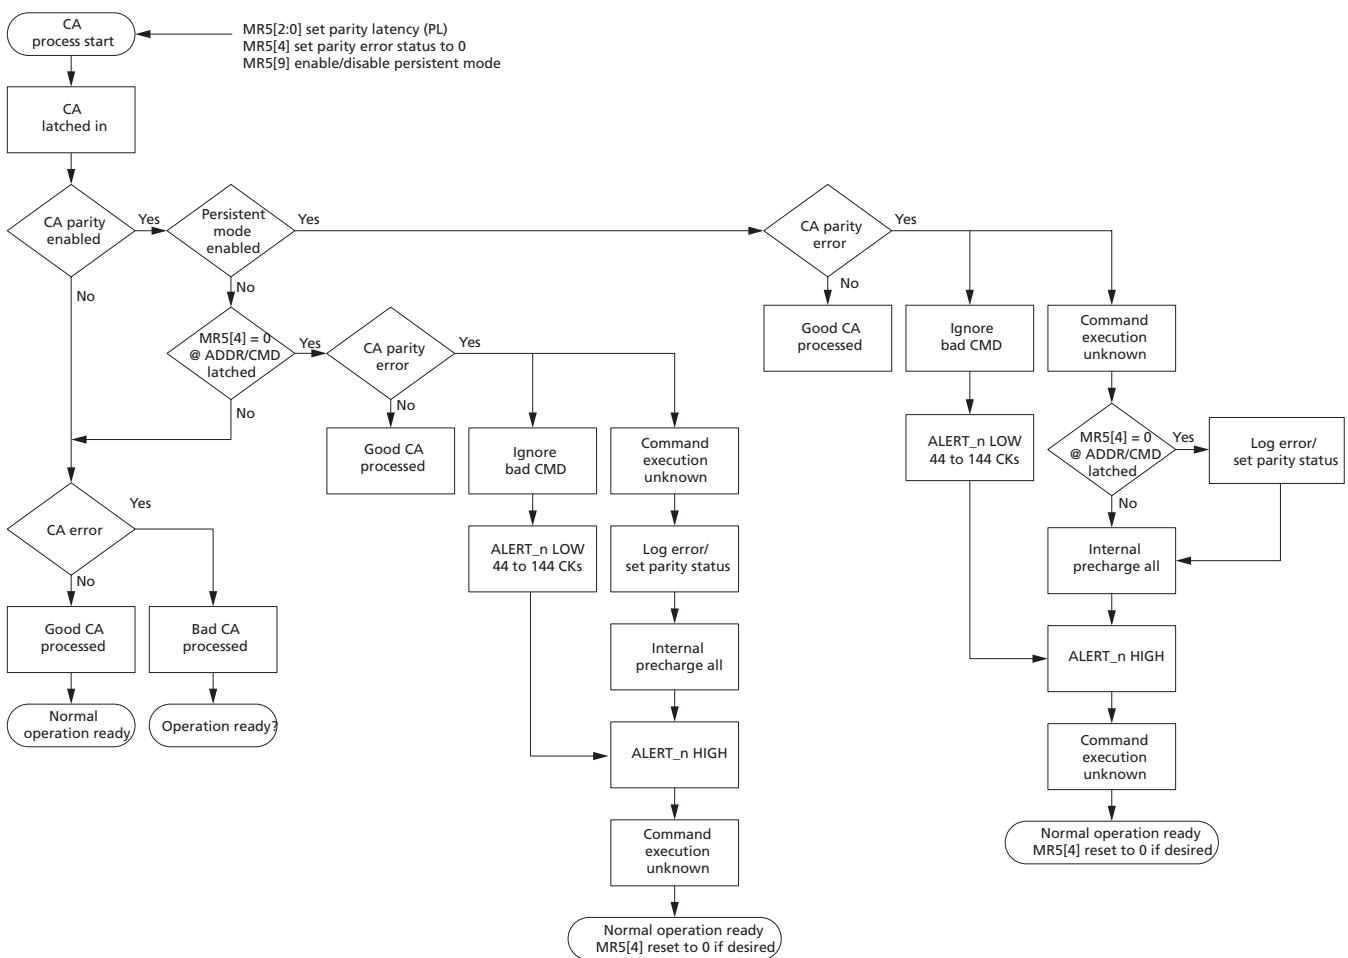 CA
process start
MR5[2:0] set parity latency (PL)
MR5[4] set parity error status to 0
MR5[9] enable/disable persistent mode
CA
latched in
CA parity
enabled
Yes
Persistent
mode
enabled
Yes
CA parity
error
Yes
No
No
No
MR5[4] = 0
@ ADDR/CMD
latched
Yes
CA parity
error
Yes
Good CA
processed
Ignore
bad CMD
Command
execution
unknown
No
No
Good CA
processed
Ignore
bad CMD
Command
execution
unknown
ALERT_n LOW
44 to 144 CKs
MR5[4] = 0
@ ADDR/CMD
latched
Yes
Log error/
set parity status
No
CA error
Yes
No
ALERT_n LOW
44 to 144 CKs
Log error/
set parity status
Internal
precharge all
Good CA
processed
Bad CA
processed
Internal
precharge all
ALERT_n HIGH
Normal
operation ready
Operation ready?
ALERT_n HIGH
Command
execution
unknown
Command
execution
unknown
Normal operation ready
MR5[4] reset to 0 if desired
Normal operation ready
MR5[4] reset to 0 if desired